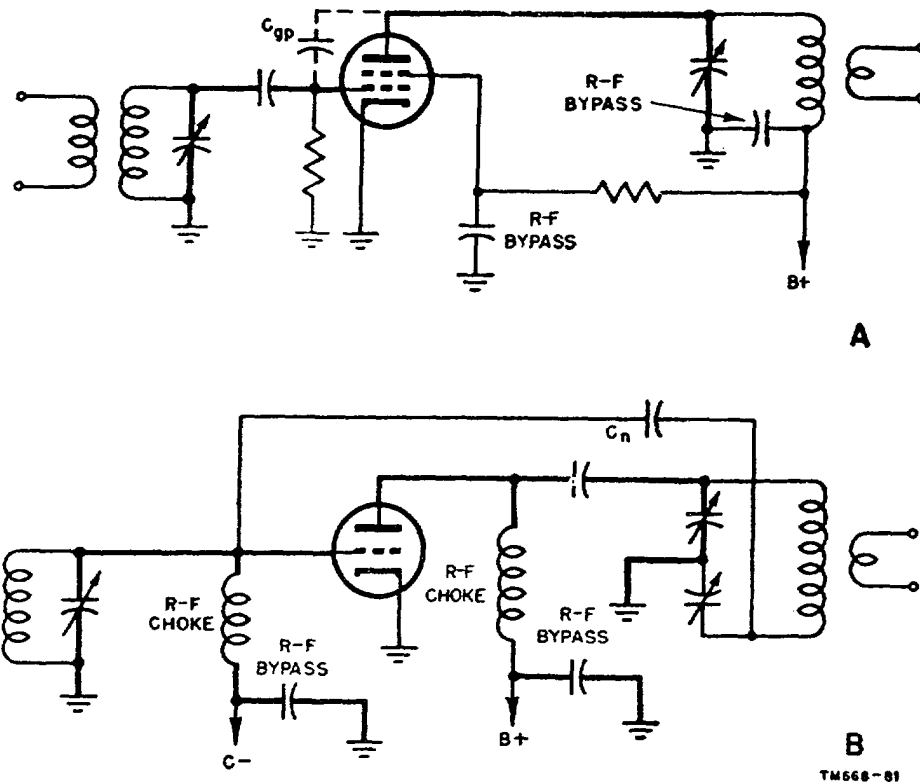 Cgp
R-F
BYPASS
R-F
BYPASS
B+
A
Cn
R-F
CHOKE
R-F
CHOKE
R-F
BYPASS
R-F
BYPASS
C-
B+
B
TM668-81